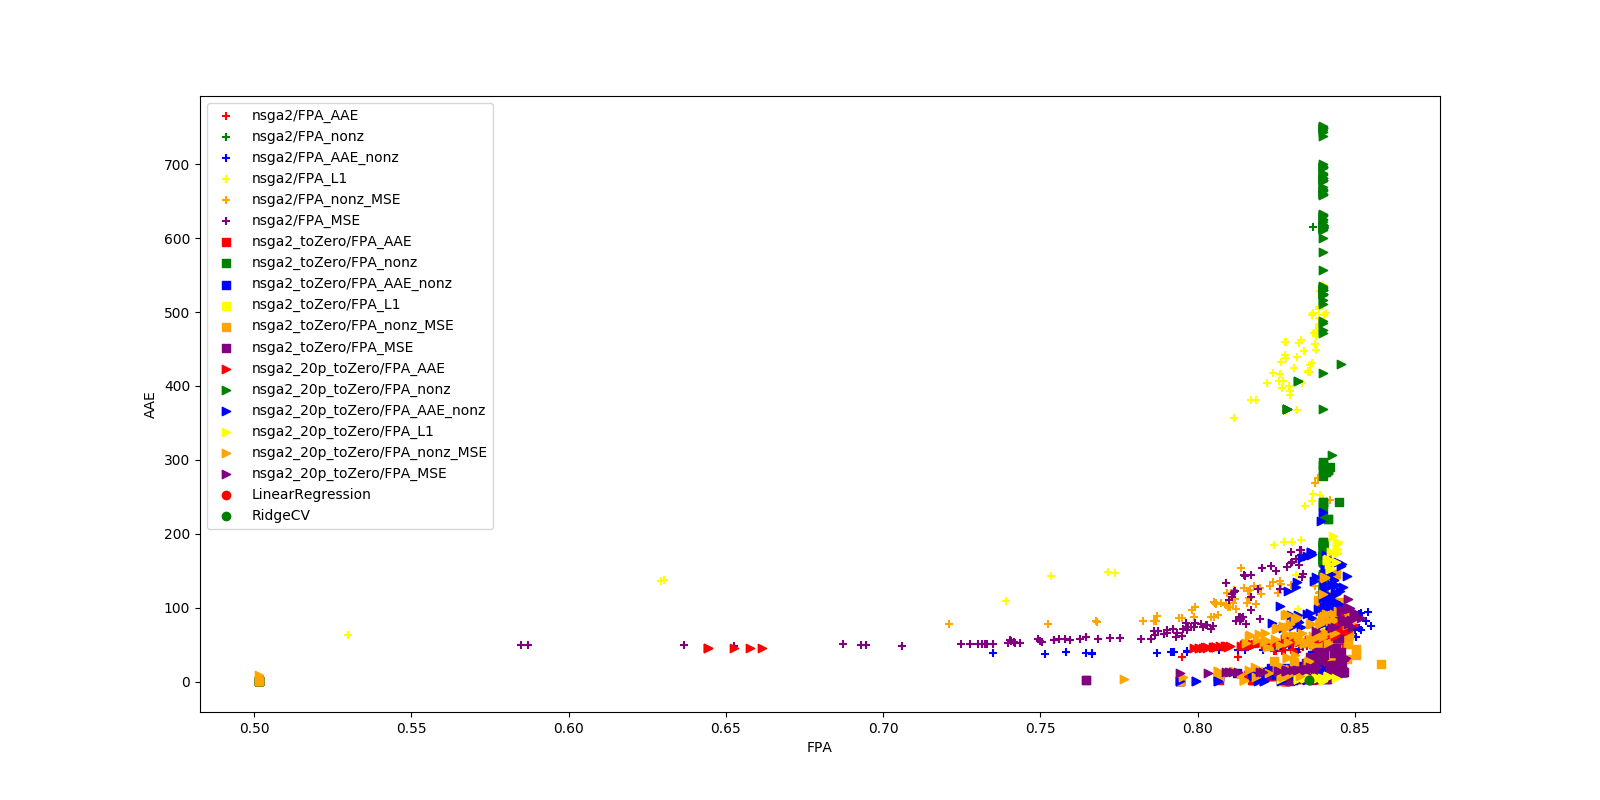 nsga2/FPA_AAE
nsga2/FPA_nonz
nsga2/FPA_AAE_nonz
nsga2/FPA_L1
nsga2/FPA_nonz_MSE
nsga2/FPA_MSE
nsga2_toZero/FPA_AAE
nsga2_toZero/FPA_nonz
nsga2_toZero/FPA_AAE_nonz
nsga2_toZero/FPA_L1
nsga2_toZero/FPA_nonz_MSE
nsga2_toZero/FPA_MSE
nsga2_20p_toZero/FPA_AAE
nsga2_20p_toZero/FPA_nonz
nsga2_20p_toZero/FPA_AAE_nonz
nsga2_20p_toZero/FPA_L1
nsga2_20p_toZero/FPA_nonz_MSE
nsga2_20p_toZero/FPA_MSE
LinearRegression
RidgeCV
AAE
700
600
500
400
300
200
100
0
0.50 0.55 0.60 0.65 0.70 0.75 0.80 0.85
FPA